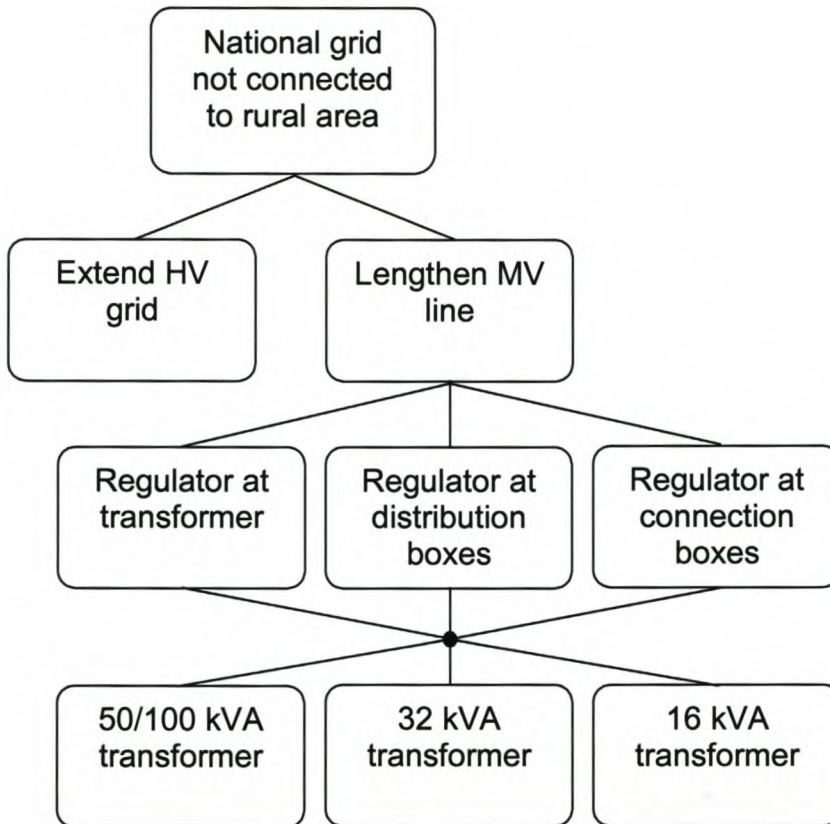 National grid
not connected
to rural area
Extend HV
grid
Lengthen MV
line
Regulator at
transformer
Regulator at
distribution
boxes
Regulator at
connection
boxes
50/100 kVA
transformer
32 kVA
transformer
16 kVA
transformer